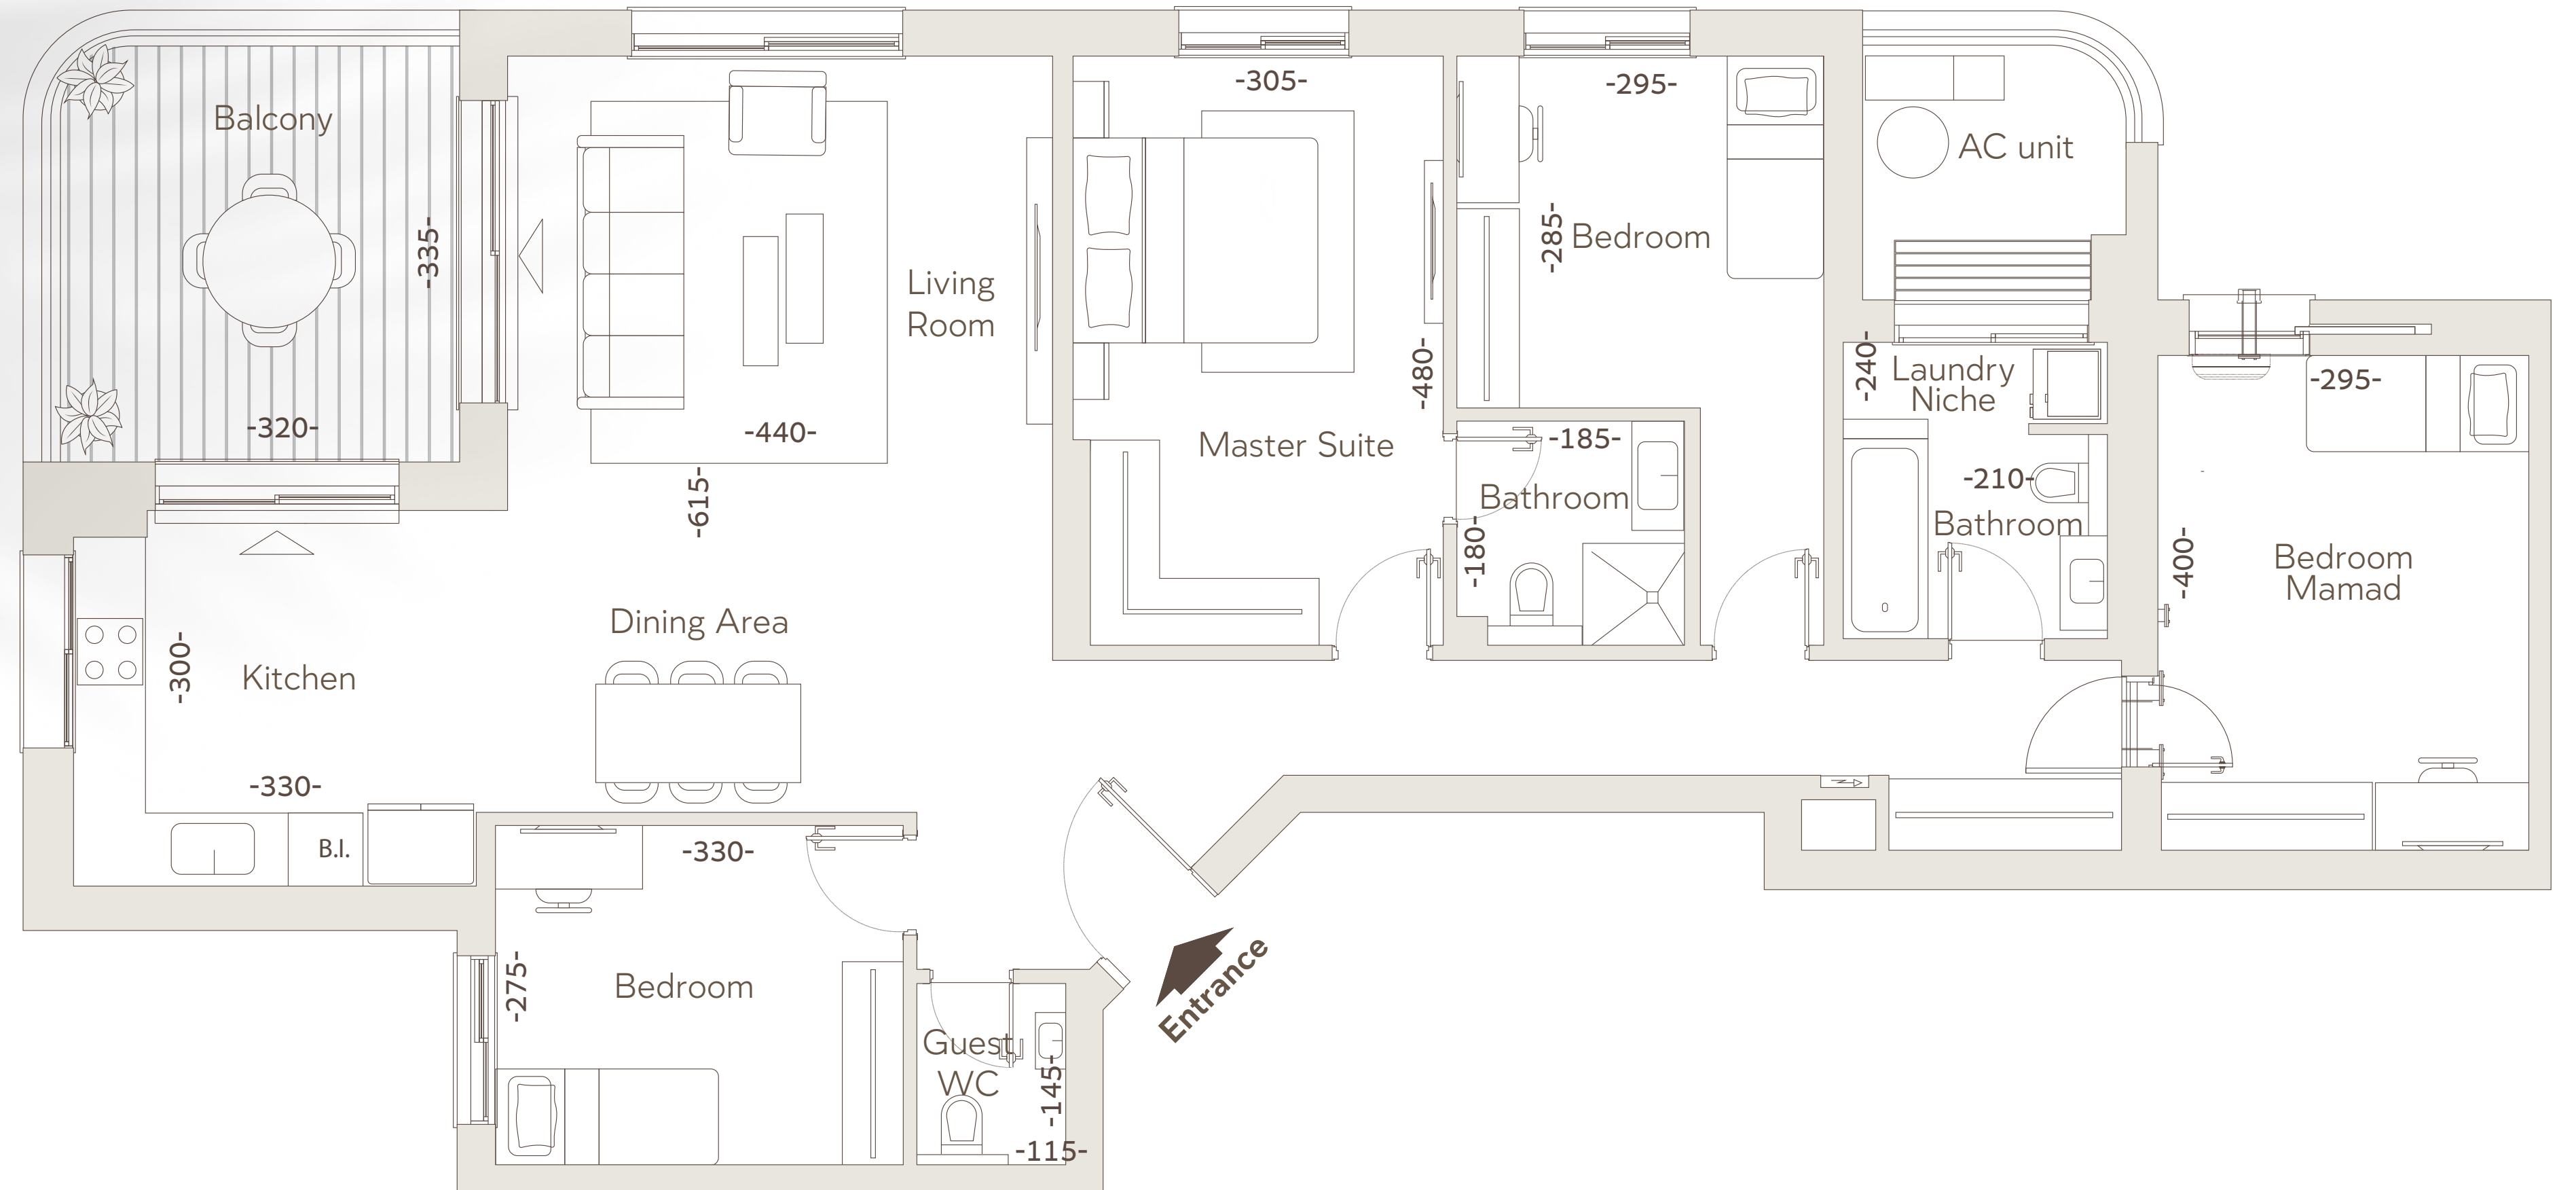 Balcony
-335-
-320-
Living
Room
-440-
-615-
Dining Area
Kitchen
-300-
-330-
B.I.
-305-
-480-
Master Suite
-295-
-285-
Bedroom
-185-
Bathroom
-180-
AC unit
-240-
Laundry
Niche
-210-
Bathroom
-295-
-400-
Bedroom
Mamad
-330-
-275-
Bedroom
Guest
WC
-145-
-115-
Entrance